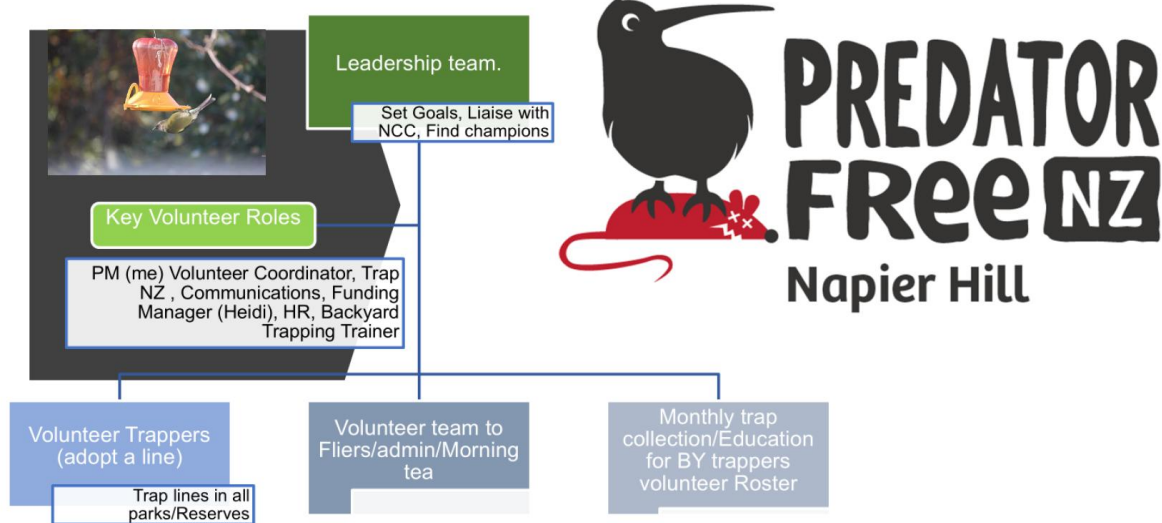 Leadership team.
Set Goals, Liaise with
NCC, Find champions
Key Volunteer Roles
PM (me) Volunteer Coordinator, Trap
NZ , Communications, Funding
Manager (Heidi), HR, Backyard
Trapping Trainer
Volunteer Trappers
(adopt a line)
Trap lines in all
parks/Reserves
Volunteer team to
Fliers/admin/Morning
tea
Monthly trap
collection/Education
for BY trappers
volunteer Roster
PREDATOR
FREE NZ
Napier Hill